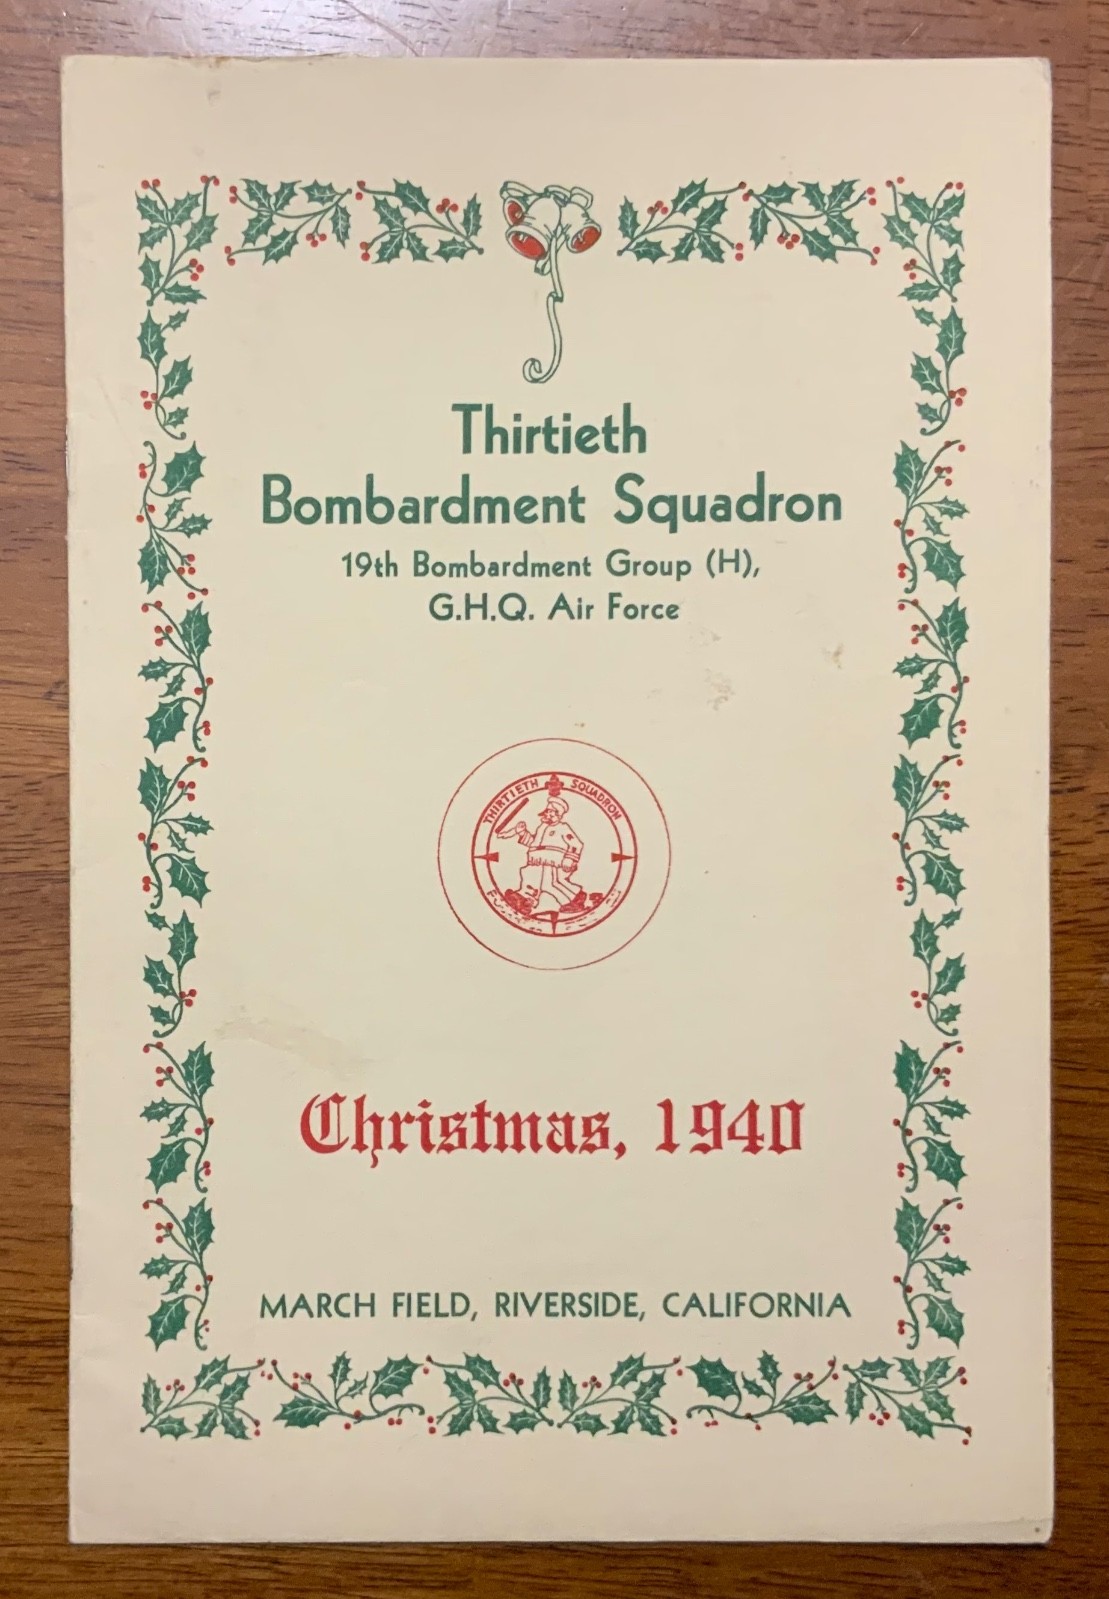 Thirtieth
Bombardment Squadron
19th Bombardment Group (H),
G.H.Q. Air Force
THIRTIETH SQUADRON
Christmas, 1940
MARCH FIELD, RIVERSIDE, CALIFORNIA